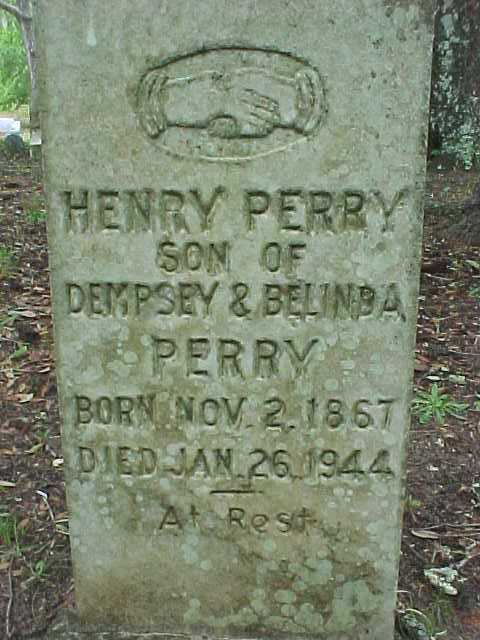 HENRY PERRY
SON OF
DEMPSEY & BELINDA
PERRY
BORN NOV. 2, 1867
DIED JAN. 26, 1944
At Rest